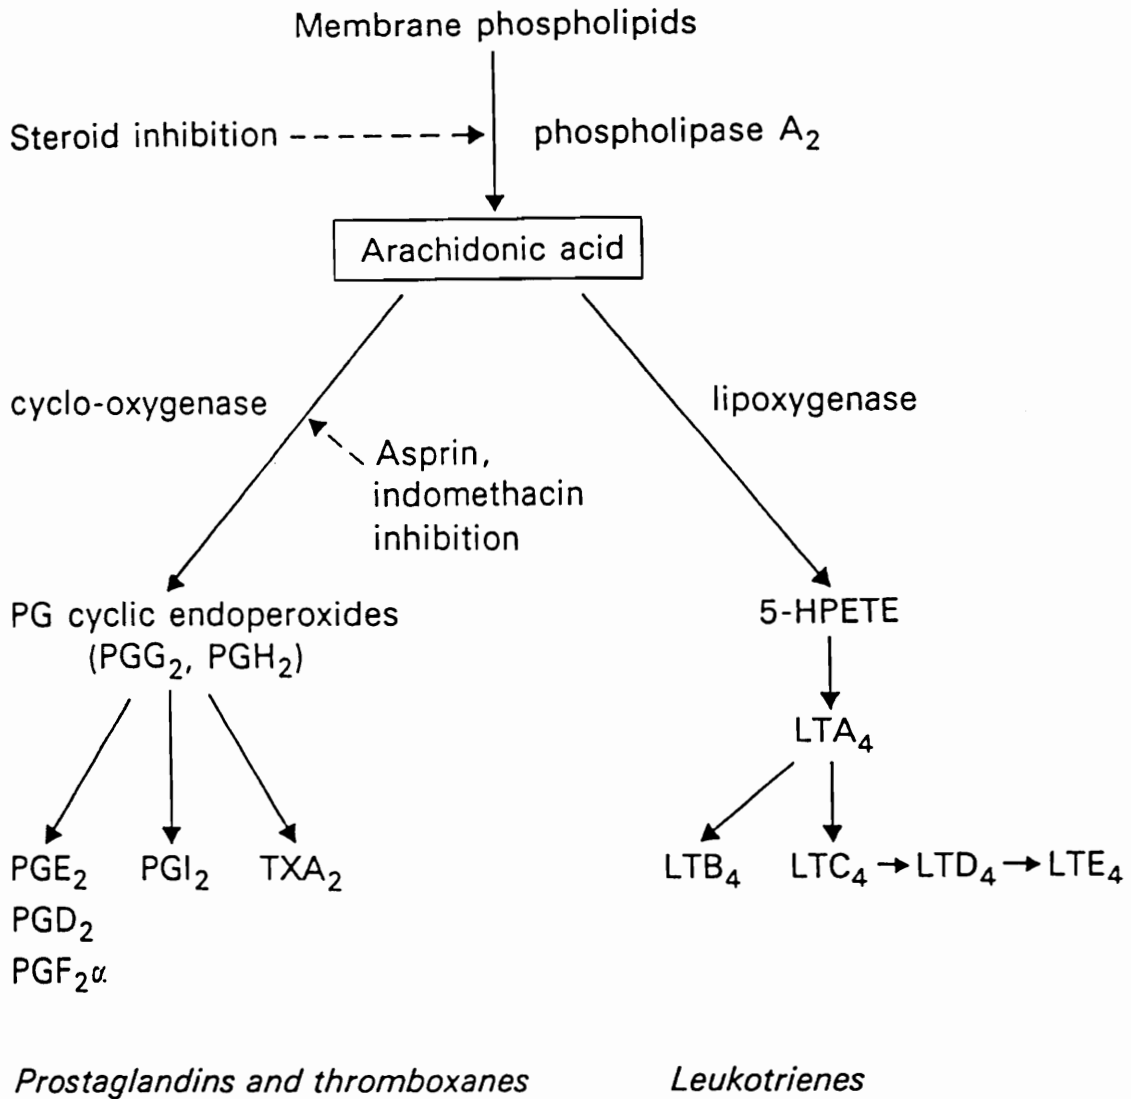 Membrane phospholipids
Steroid inhibition
phospholipase A₂
Arachidonic acid
cyclo-oxygenase
lipoxygenase
Asprin,
indomethacin
inhibition
PG cyclic endoperoxides
(PGG₂, PGH₂)
5-HPETE
LTA₄
PGE₂ PGI₂ TXA₂
PGD₂
PGF₂α
LTB₄ LTC₄ → LTD₄ → LTE₄
Prostaglandins and thromboxanes
Leukotrienes